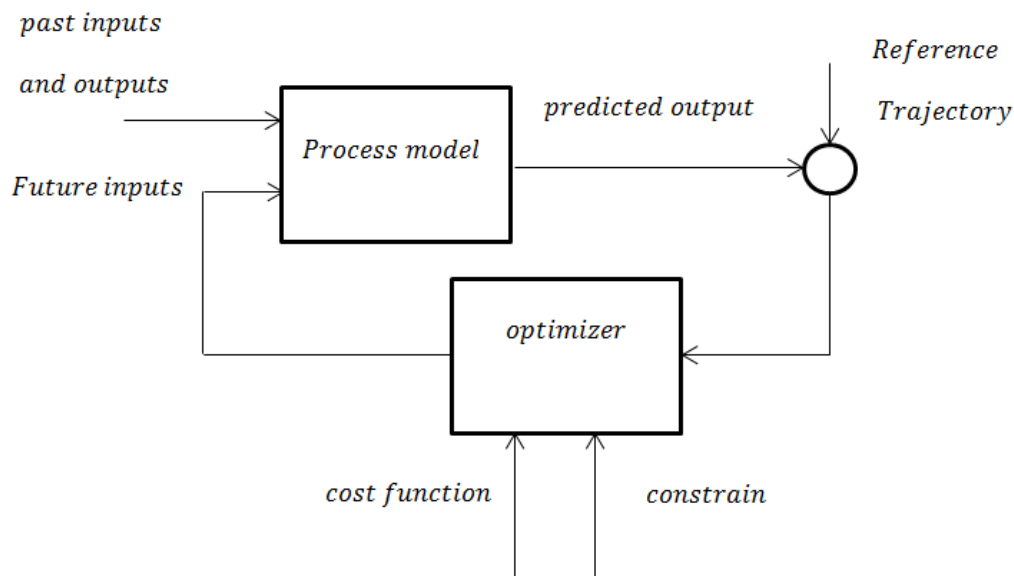 past inputs
and outputs
Reference
Trajectory
predicted output
Process model
Future inputs
optimizer
cost function
constrain